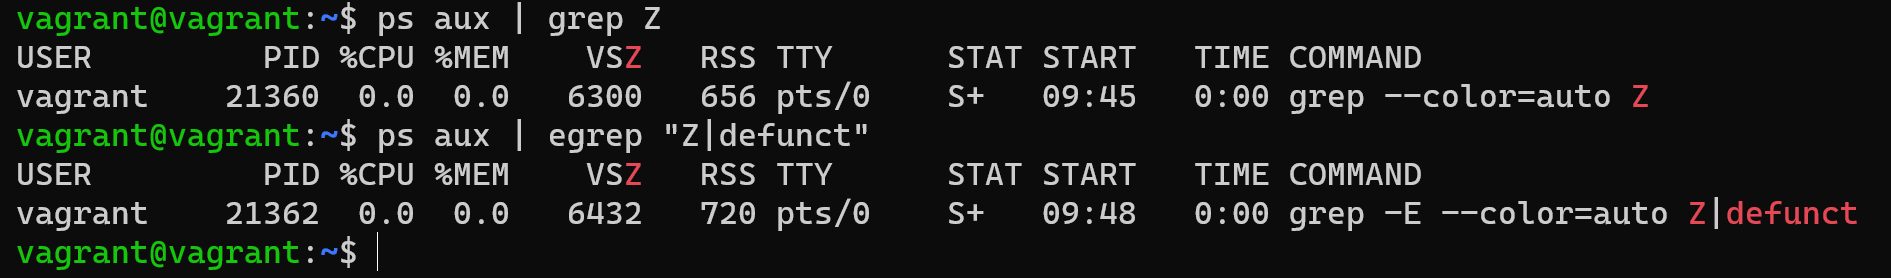 vagrant@vagrant:~$ ps aux | grep Z
USER         PID %CPU %MEM    VSZ   RSS TTY      STAT START   TIME COMMAND
vagrant    21360  0.0  0.0   6300   656 pts/0    S+   09:45   0:00 grep --color=auto Z
vagrant@vagrant:~$ ps aux | egrep "Z|defunct"
USER         PID %CPU %MEM    VSZ   RSS TTY      STAT START   TIME COMMAND
vagrant    21362  0.0  0.0   6432   720 pts/0    S+   09:48   0:00 grep -E --color=auto Z|defunct
vagrant@vagrant:~$